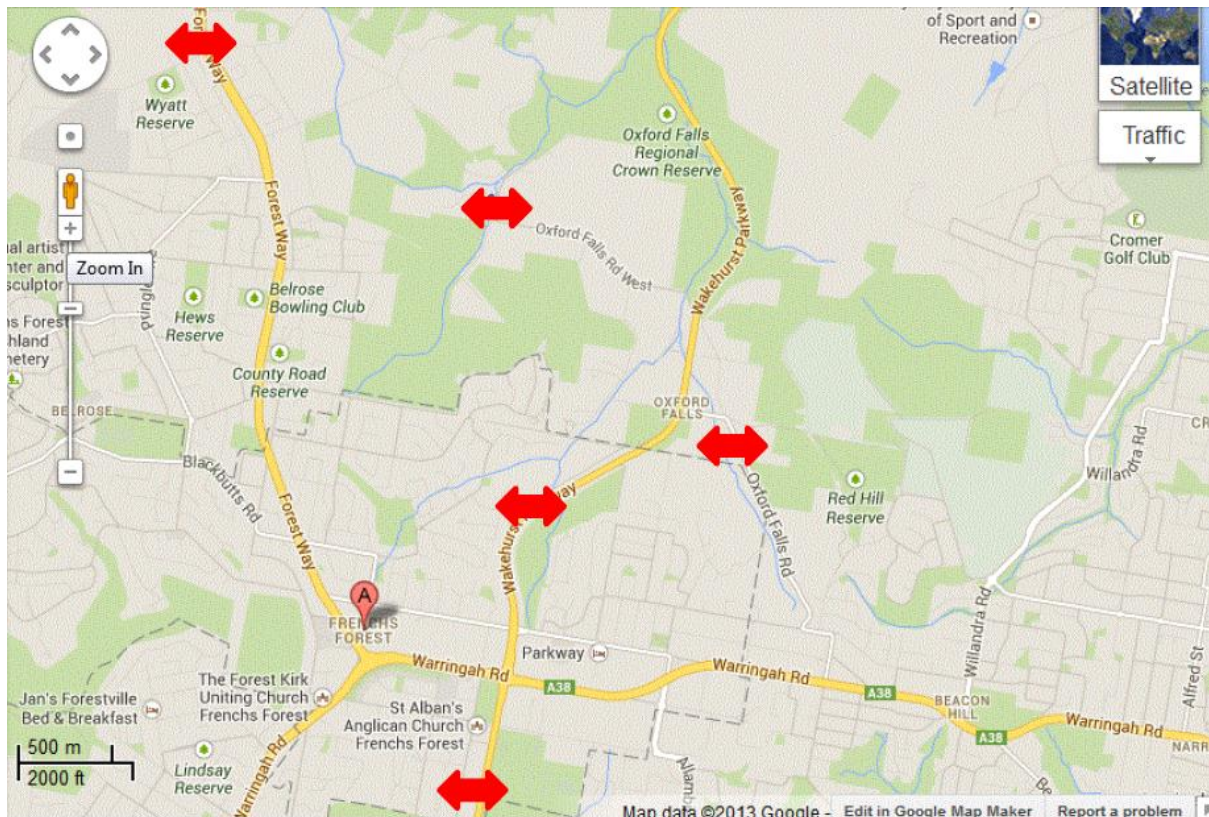 of Sport and
Recreation
Way
Wyatt
Reserve
Satellite
Traffic
Oxford Falls
Regional
Crown Reserve
Forest Way
Wakehurst Parkway
Oxford Falls Rd West
Cromer
Golf Club
Zoom In
sculptor
Belrose
Bowling Club
Hews
Reserve
County Road
Reserve
BELROSE
OXFORD
FALLS
Blackbutts Rd
Forest Way
Willandra Rd
Red Hill
Reserve
Oxford Falls Rd
A
FRENCHS
FOREST
Willandra Rd
Alfred St
Parkway
Warringah Rd
Warringah Rd
A38
A38
The Forest Kirk
Uniting Church
Frenchs Forest
St Alban's
Anglican Church
Frenchs Forest
Jan's Forestville
Bed & Breakfast
BEACON
HILL
Warringah Rd
A38
500 m
2000 ft
Lindsay
Reserve
Warringah Rd
Map data ©2013 Google - Edit in Google Map Maker Report a problem